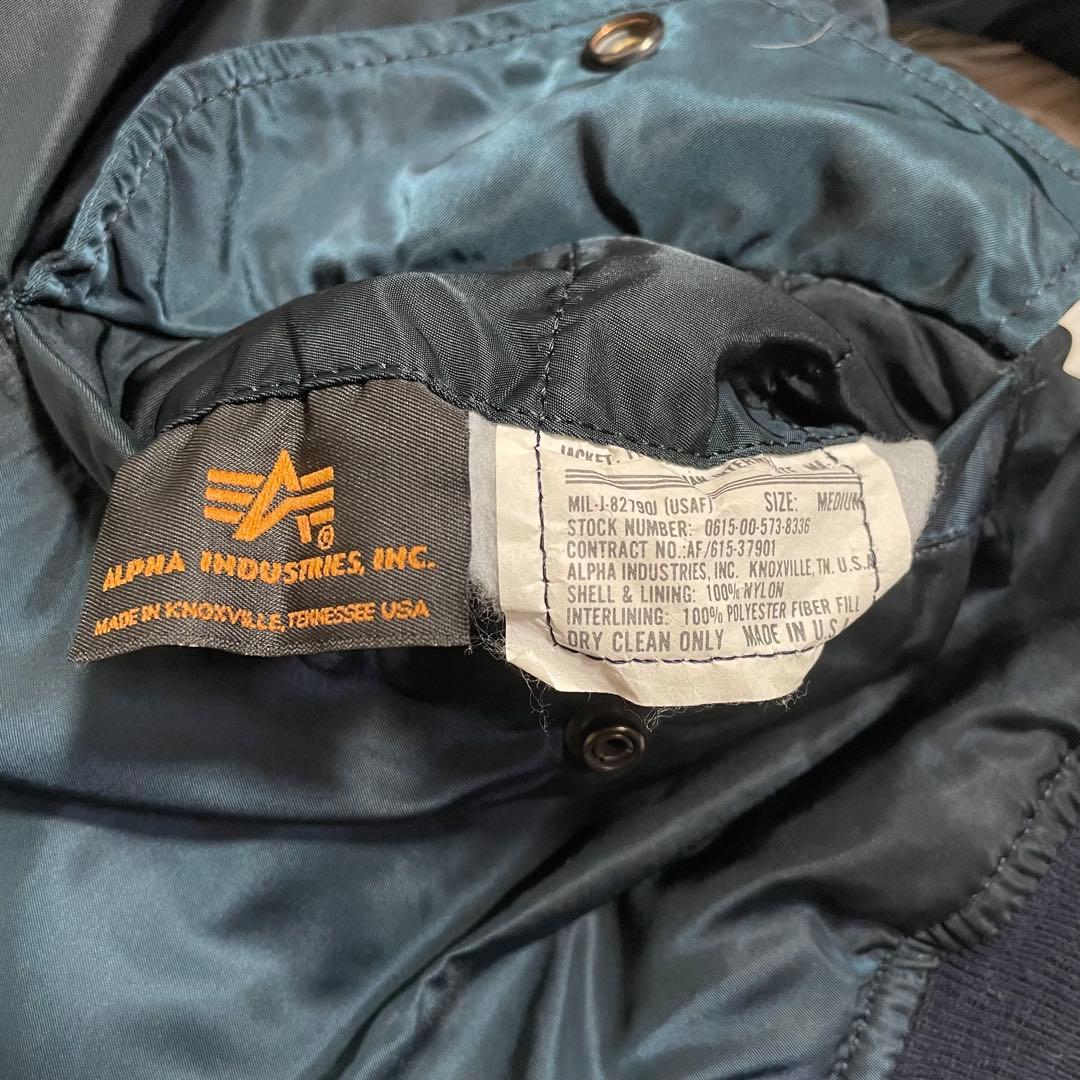 ALPHA INDUSTRIES, INC.
MADE IN KNOXVILLE, TENNESSEE USA
JACKET,
MIL-J-8279OJ (USAF) SIZE: MEDIUM
STOCK NUMBER: 0615-00-573-8336
CONTRACT NO.:AF/615-37901
ALPHA INDUSTRIES, INC. KNOXVILLE, TN. U.S.A
SHELL & LINING: 100% NYLON
INTERLINING: 100% POLYESTER FIBER FILL
DRY CLEAN ONLY MADE IN U.S.A